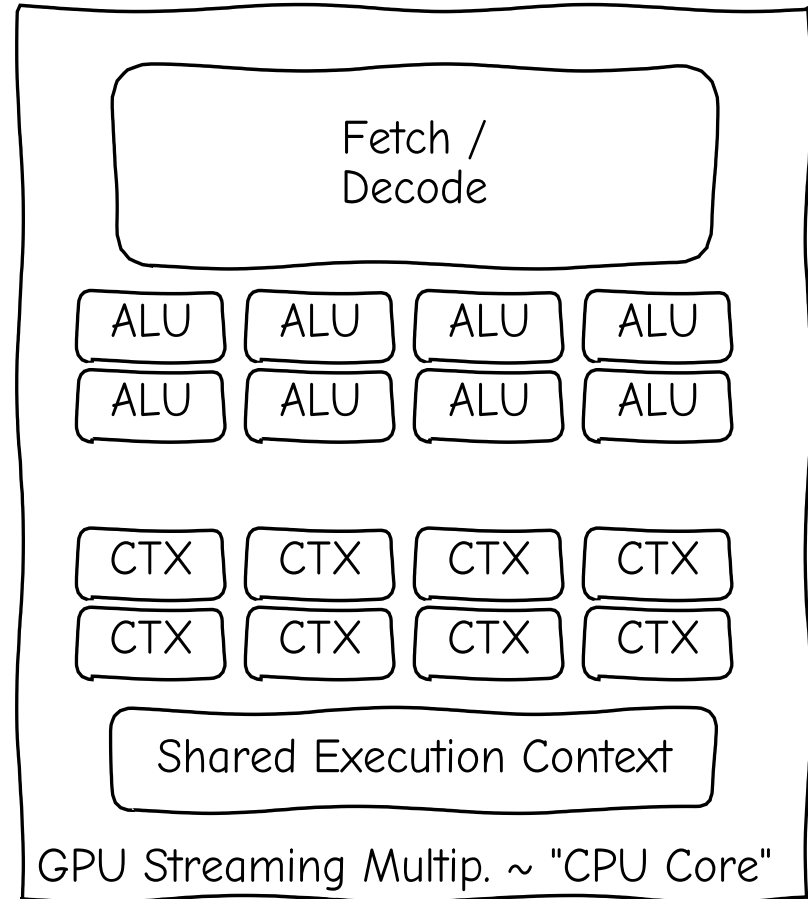 Fetch /
Decode
ALU ALU ALU ALU
ALU ALU ALU ALU
CTX CTX CTX CTX
CTX CTX CTX CTX
Shared Execution Context
GPU Streaming Multip. ~ "CPU Core"